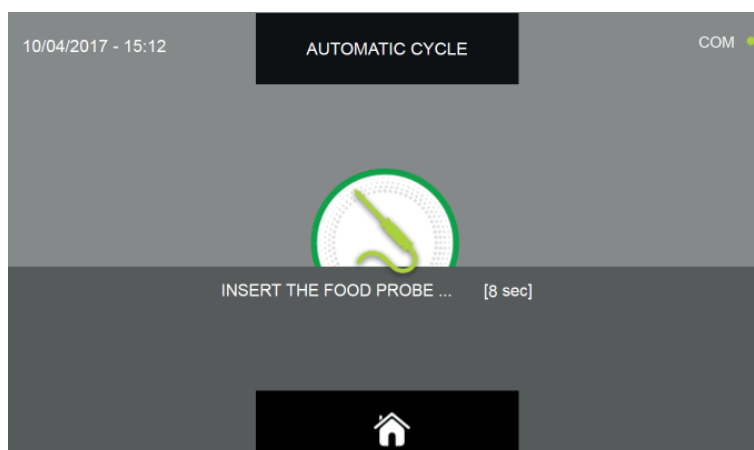 10/04/2017 - 15:12
AUTOMATIC CYCLE
COM
INSERT THE FOOD PROBE ... [8 sec]